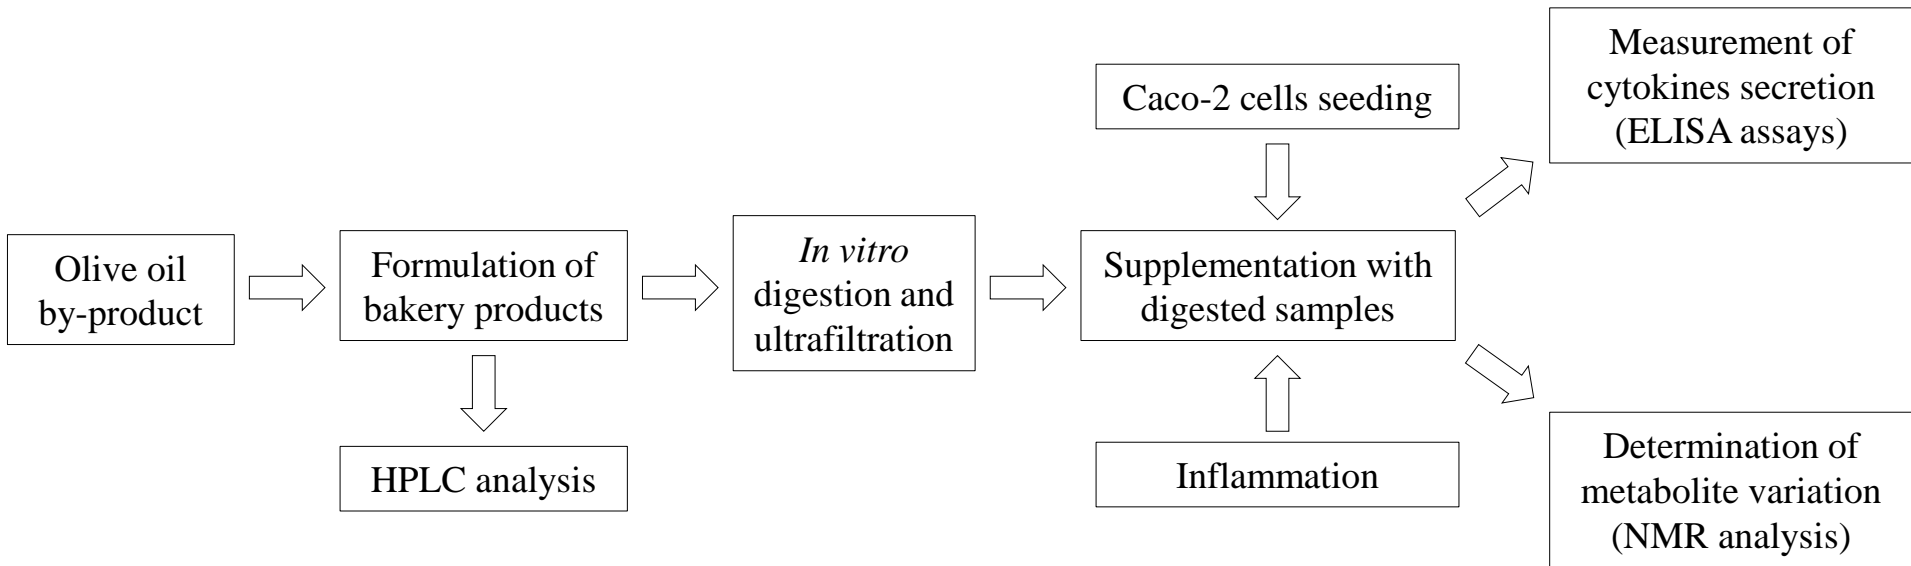 Olive oil
by-product
Formulation of
bakery products
HPLC analysis
In vitro
digestion and
ultrafiltration
Caco-2 cells seeding
Supplementation with
digested samples
Inflammation
Measurement of
cytokines secretion
(ELISA assays)
Determination of
metabolite variation
(NMR analysis)